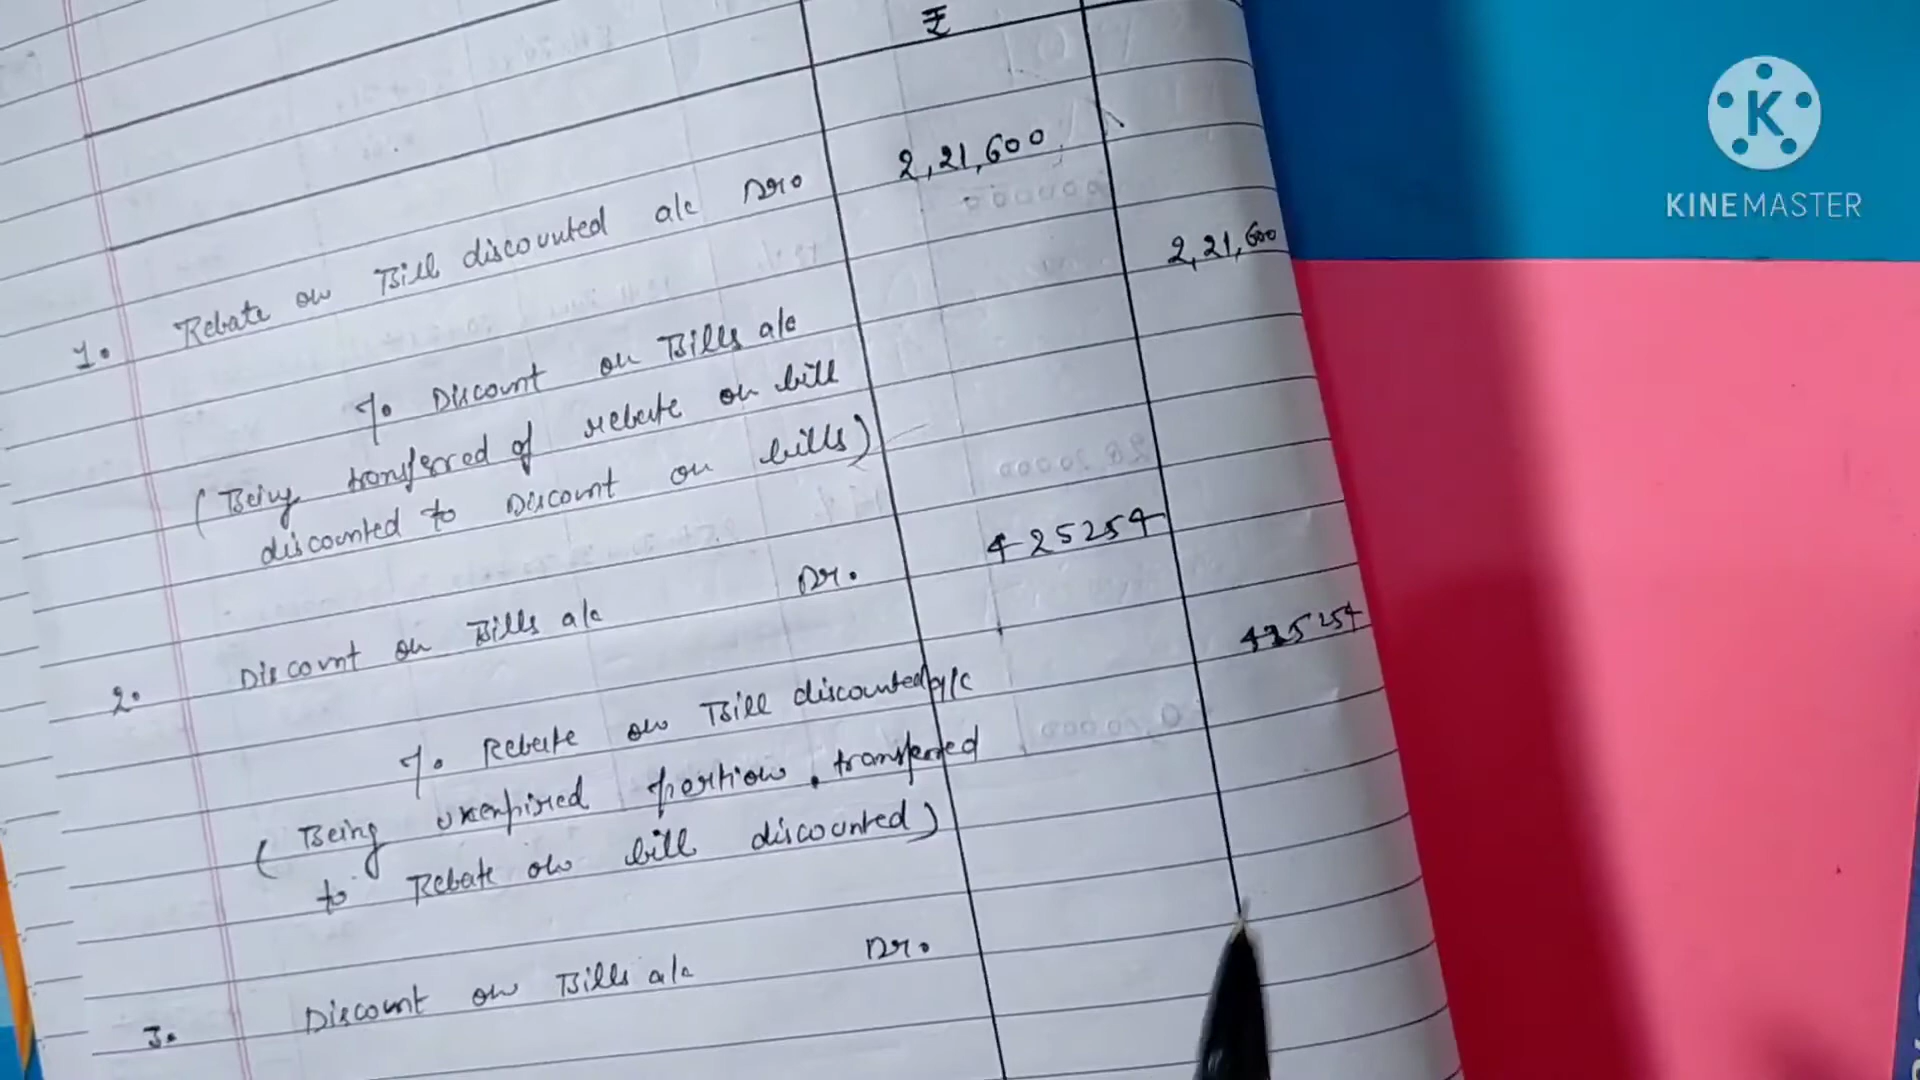 ₹
1. Rebate on Bill discounted a/c Dr. 2,21,600
To Discount on Bills a/c 2,21,600
(Being transferred of rebate on bill
discounted to Discount on bills)
2. Discount on Bills a/c Dr. 425254
To Rebate on Bill discounted a/c 425254
(Being unexpired portion transferred
to Rebate on bill discounted)
3. Discount on Bills a/c Dr.
K
KINEMASTER